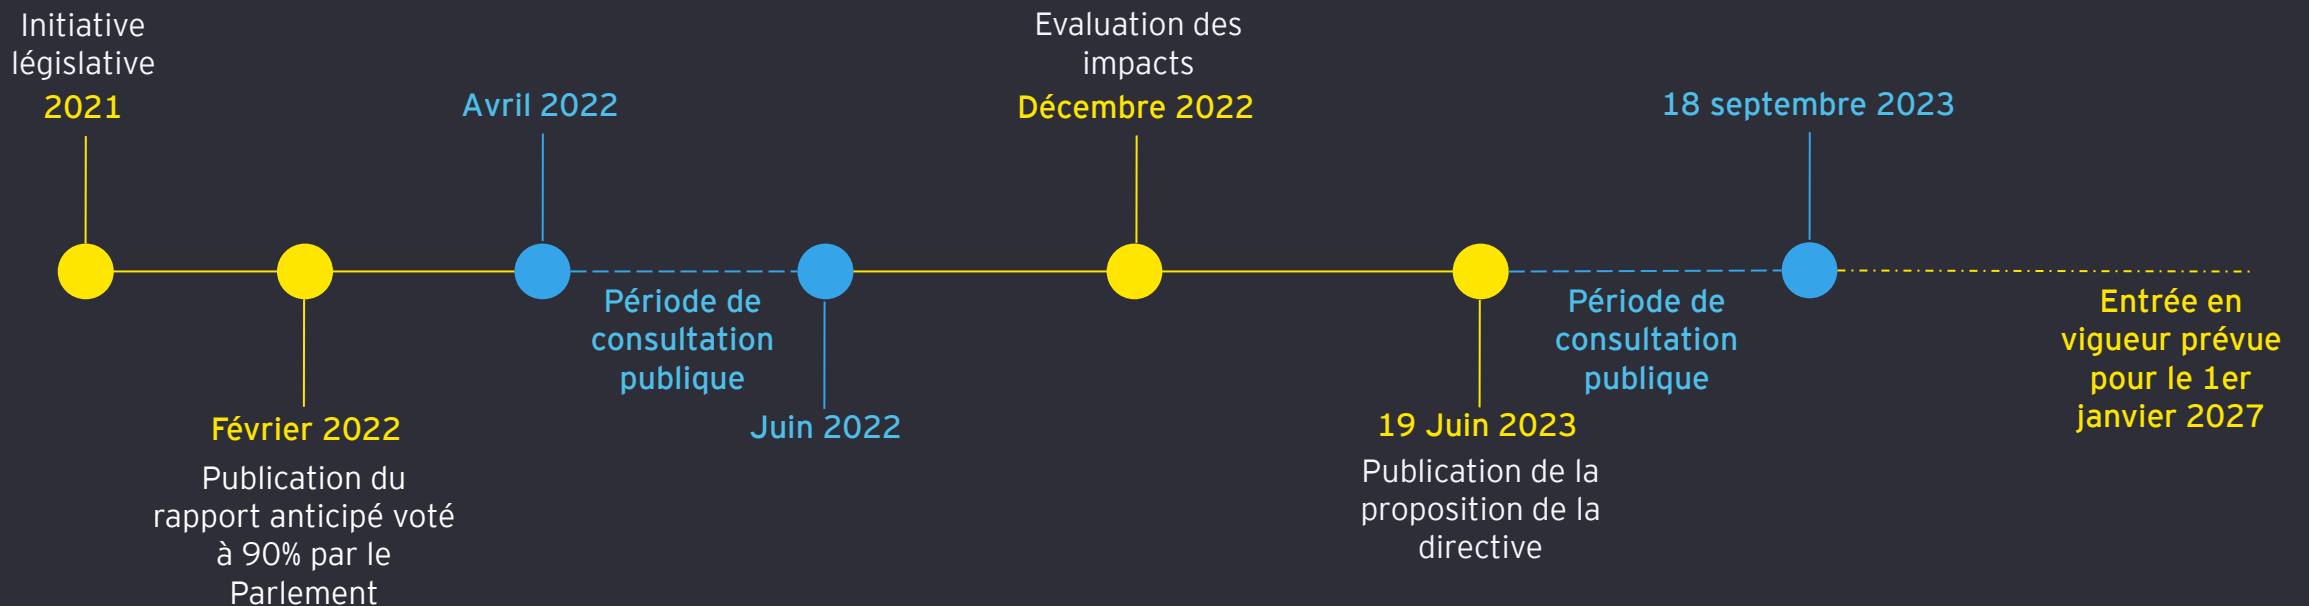 Initiative
législative
2021
Février 2022
Publication du
rapport anticipé voté
à 90% par le
Parlement
Avril 2022
Période de
consultation
publique
Juin 2022
Evaluation des
impacts
Décembre 2022
19 Juin 2023
Publication de la
proposition de la
directive
Période de
consultation
publique
18 septembre 2023
Entrée en
vigueur prévue
pour le 1er
janvier 2027